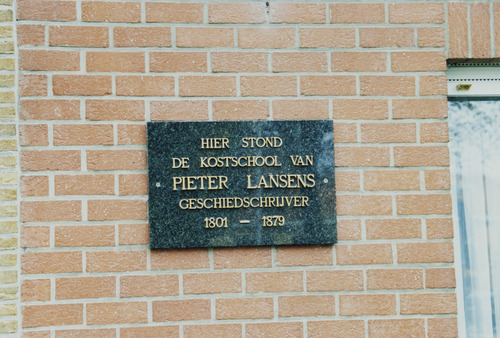 HIER STOND
DE KOSTSCHOOL VAN
PIETER LANSENS
GESCHIEDSCHRIJVER
1801 — 1879